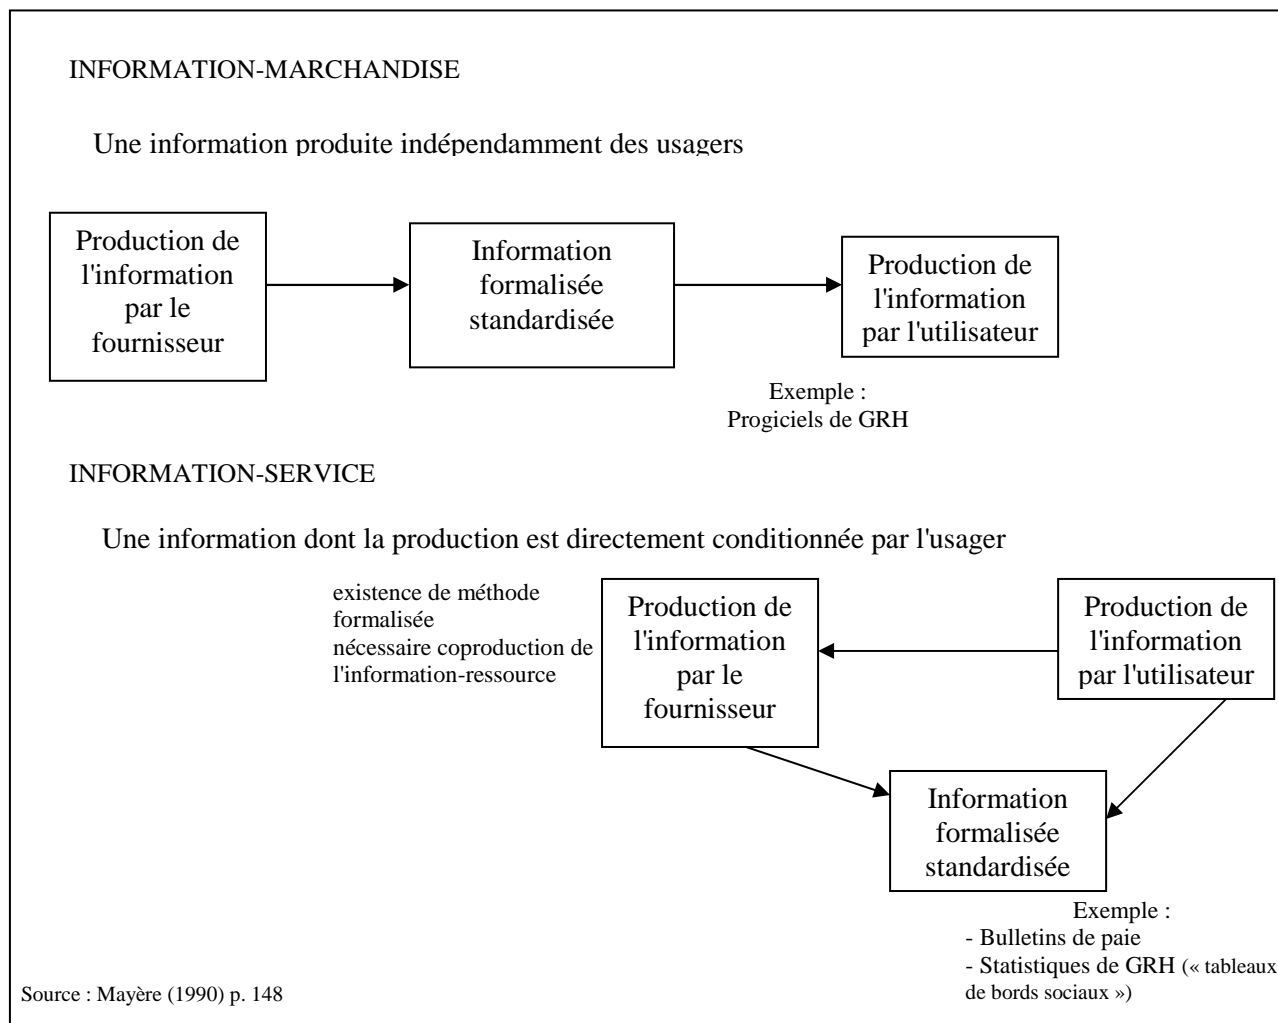 INFORMATION-MARCHANDISE
Une information produite indépendamment des usagers
Production de
l'information
par le
fournisseur
Information
formalisée
standardisée
Production de
l'information
par l'utilisateur
Exemple :
Progiciels de GRH
INFORMATION-SERVICE
Une information dont la production est directement conditionnée par l'usager
existence de méthode
formalisée
nécessaire coproduction de
l'information-ressource
Production de
l'information
par le
fournisseur
Production de
l'information
par l'utilisateur
Information
formalisée
standardisée
Exemple :
- Bulletins de paie
- Statistiques de GRH (« tableaux
de bords sociaux »)
Source : Mayère (1990) p. 148